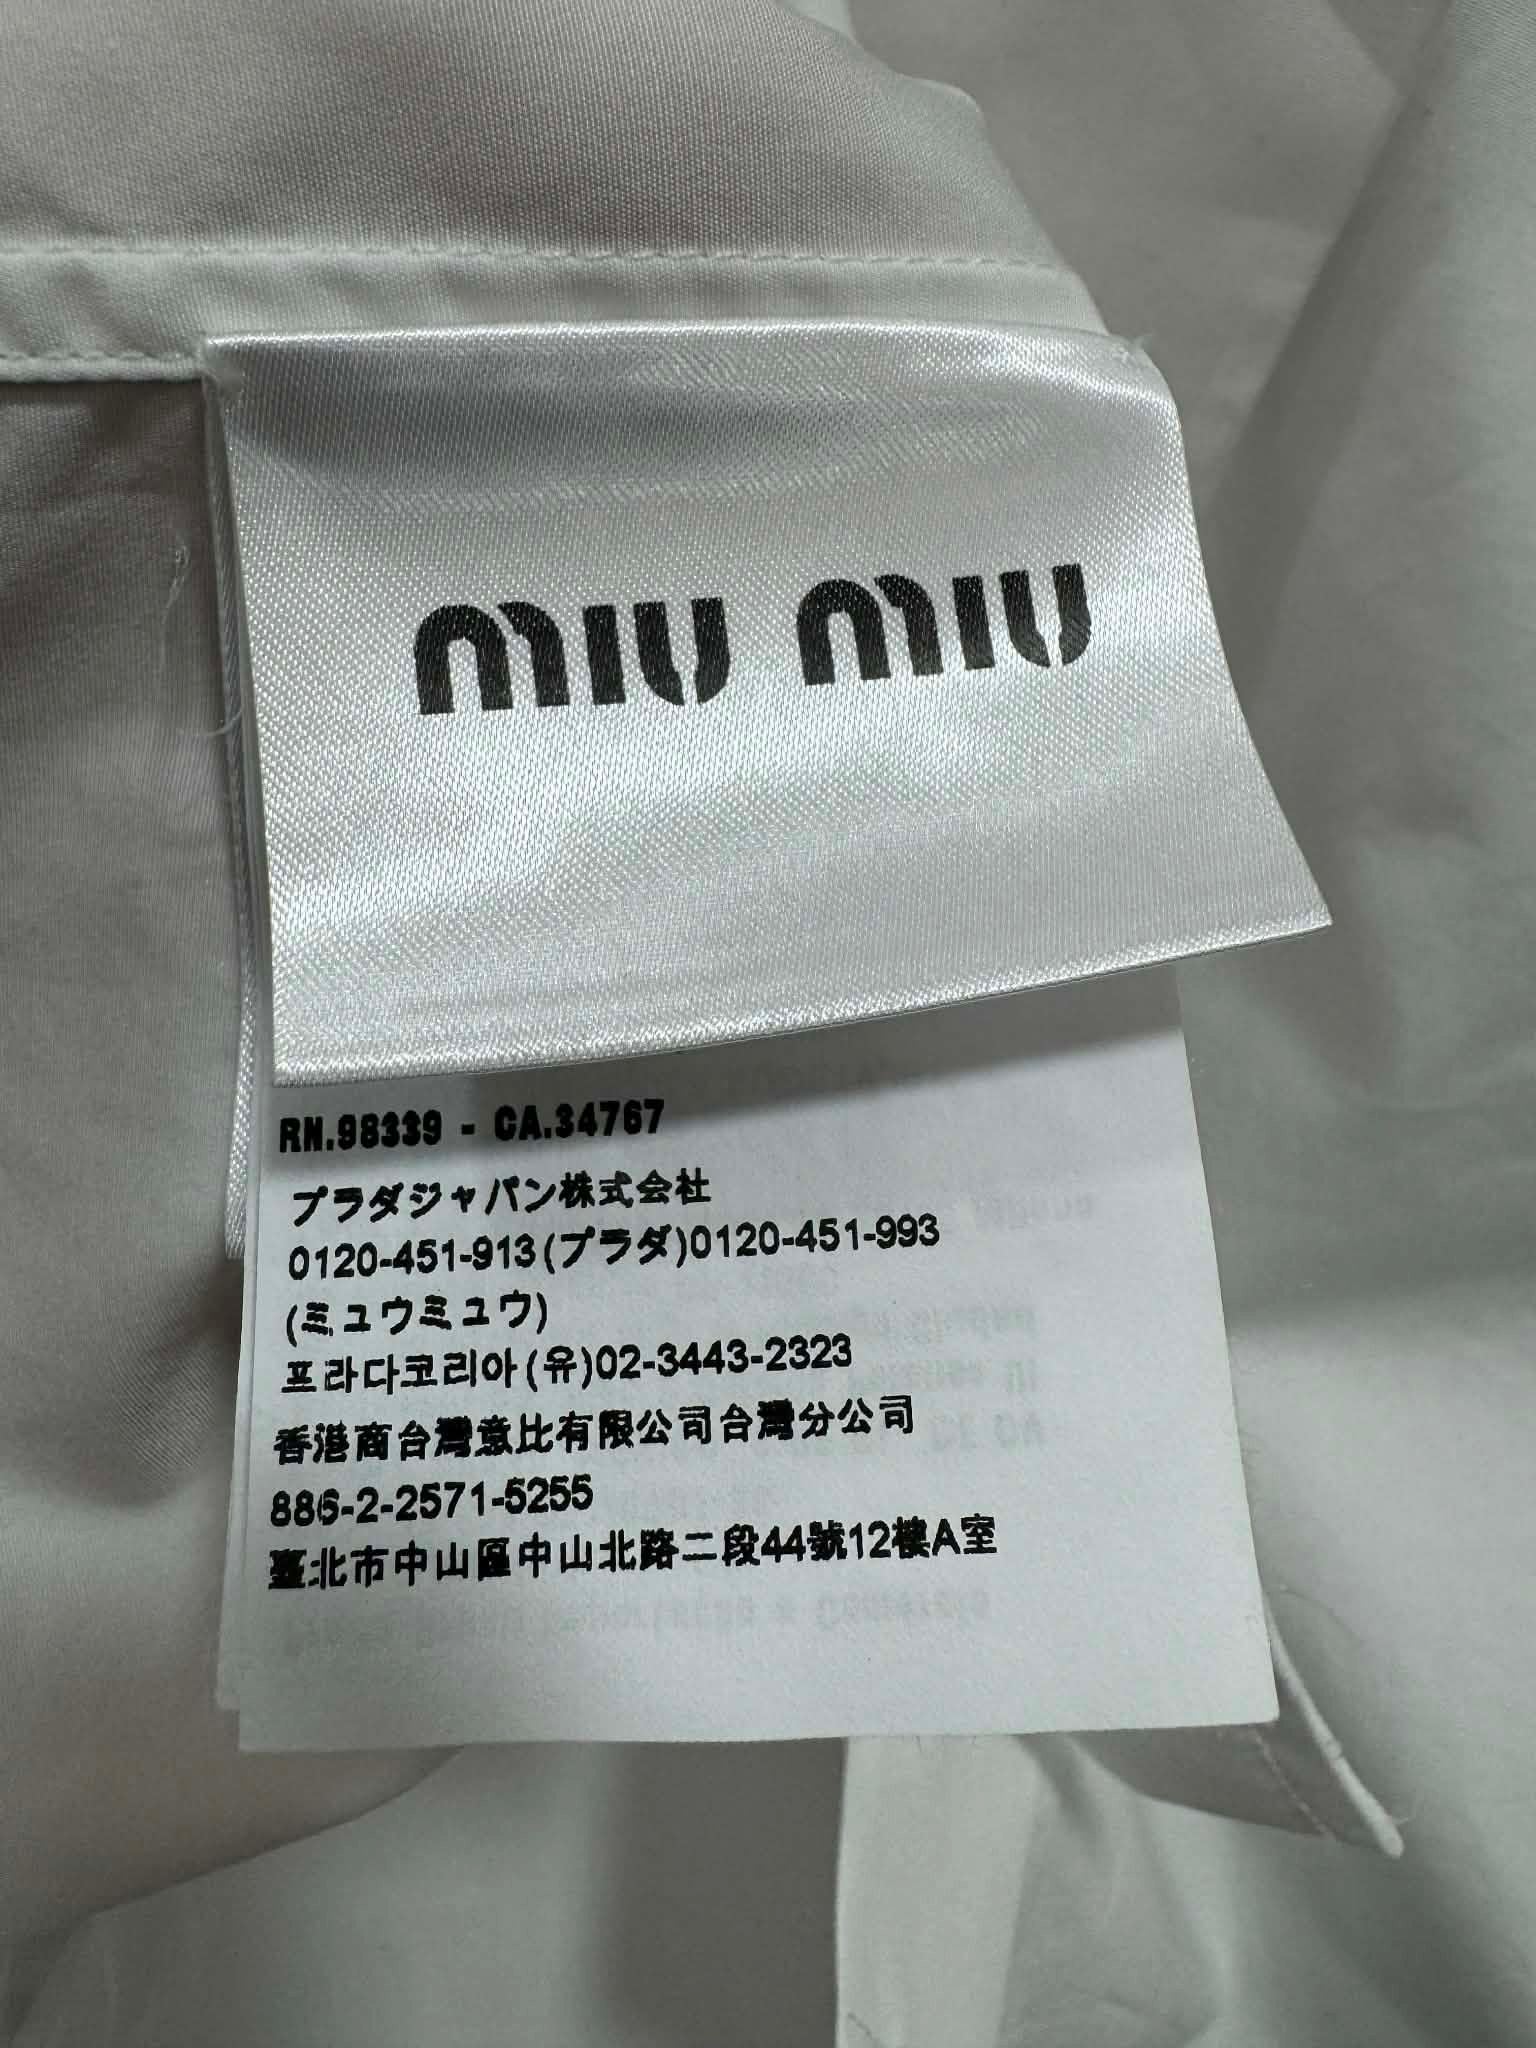 miu miu
RN.98339 - CA.34767
プラダジャパン株式会社
0120-451-913(プラダ)0120-451-993
(ミュウミュウ)
프라다코리아(유)02-3443-2323
香港商台灣意比有限公司台灣分公司
886-2-2571-5255
臺北市中山區中山北路二段44號12樓A室